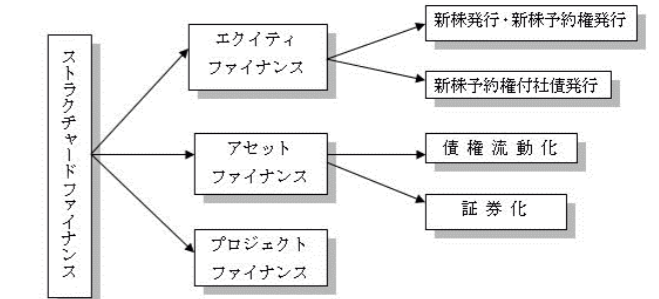 ストラクチャードファイナンス
エクイティ
ファイナンス
新株発行・新株予約権発行
新株予約権付社債発行
アセット
ファイナンス
債権流動化
証券化
プロジェクト
ファイナンス